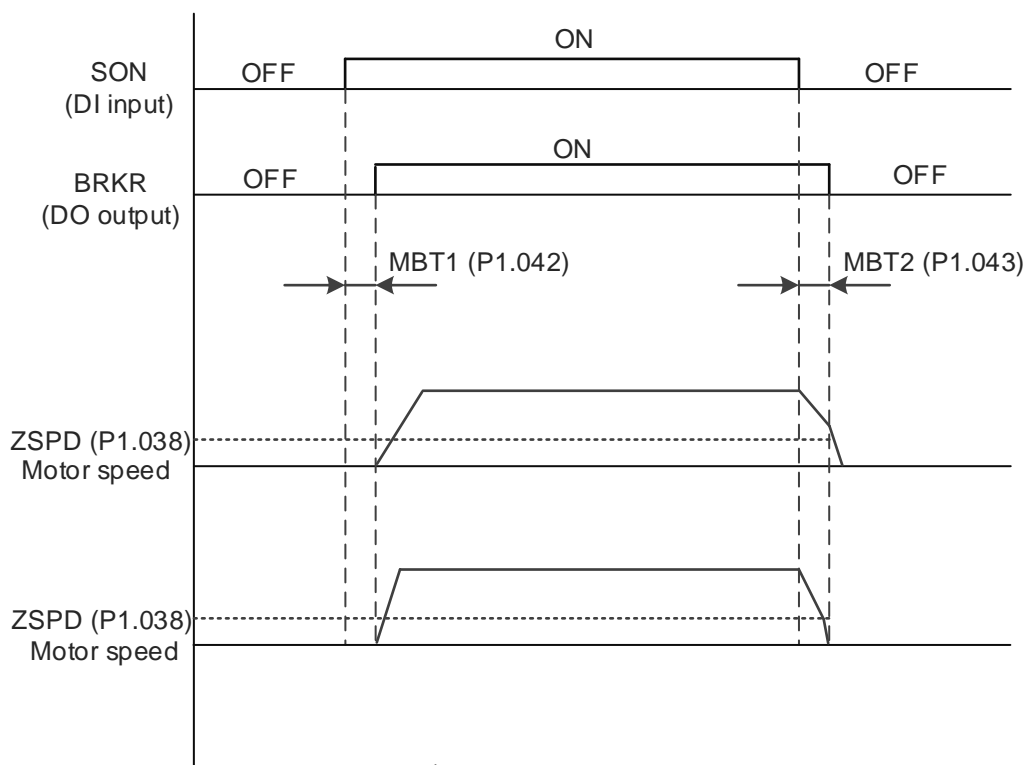 ON
SON
OFF
OFF
(DI input)
ON
BRKR
OFF
OFF
(DO output)
MBT1 (P1.042)
MBT2 (P1.043)
ZSPD (P1.038)
Motor speed
ZSPD (P1.038)
Motor speed